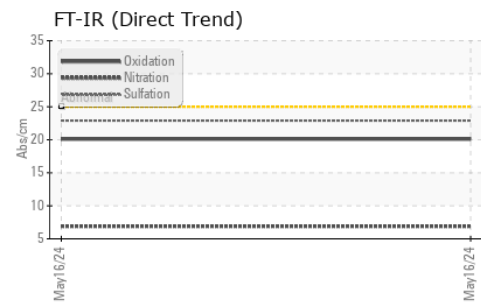 FT-IR (Direct Trend)
35
30
25
20
15
10
5
Abs/cm
Oxidation
Nitration
Sulfation
Abnormal
May16/24
May16/24